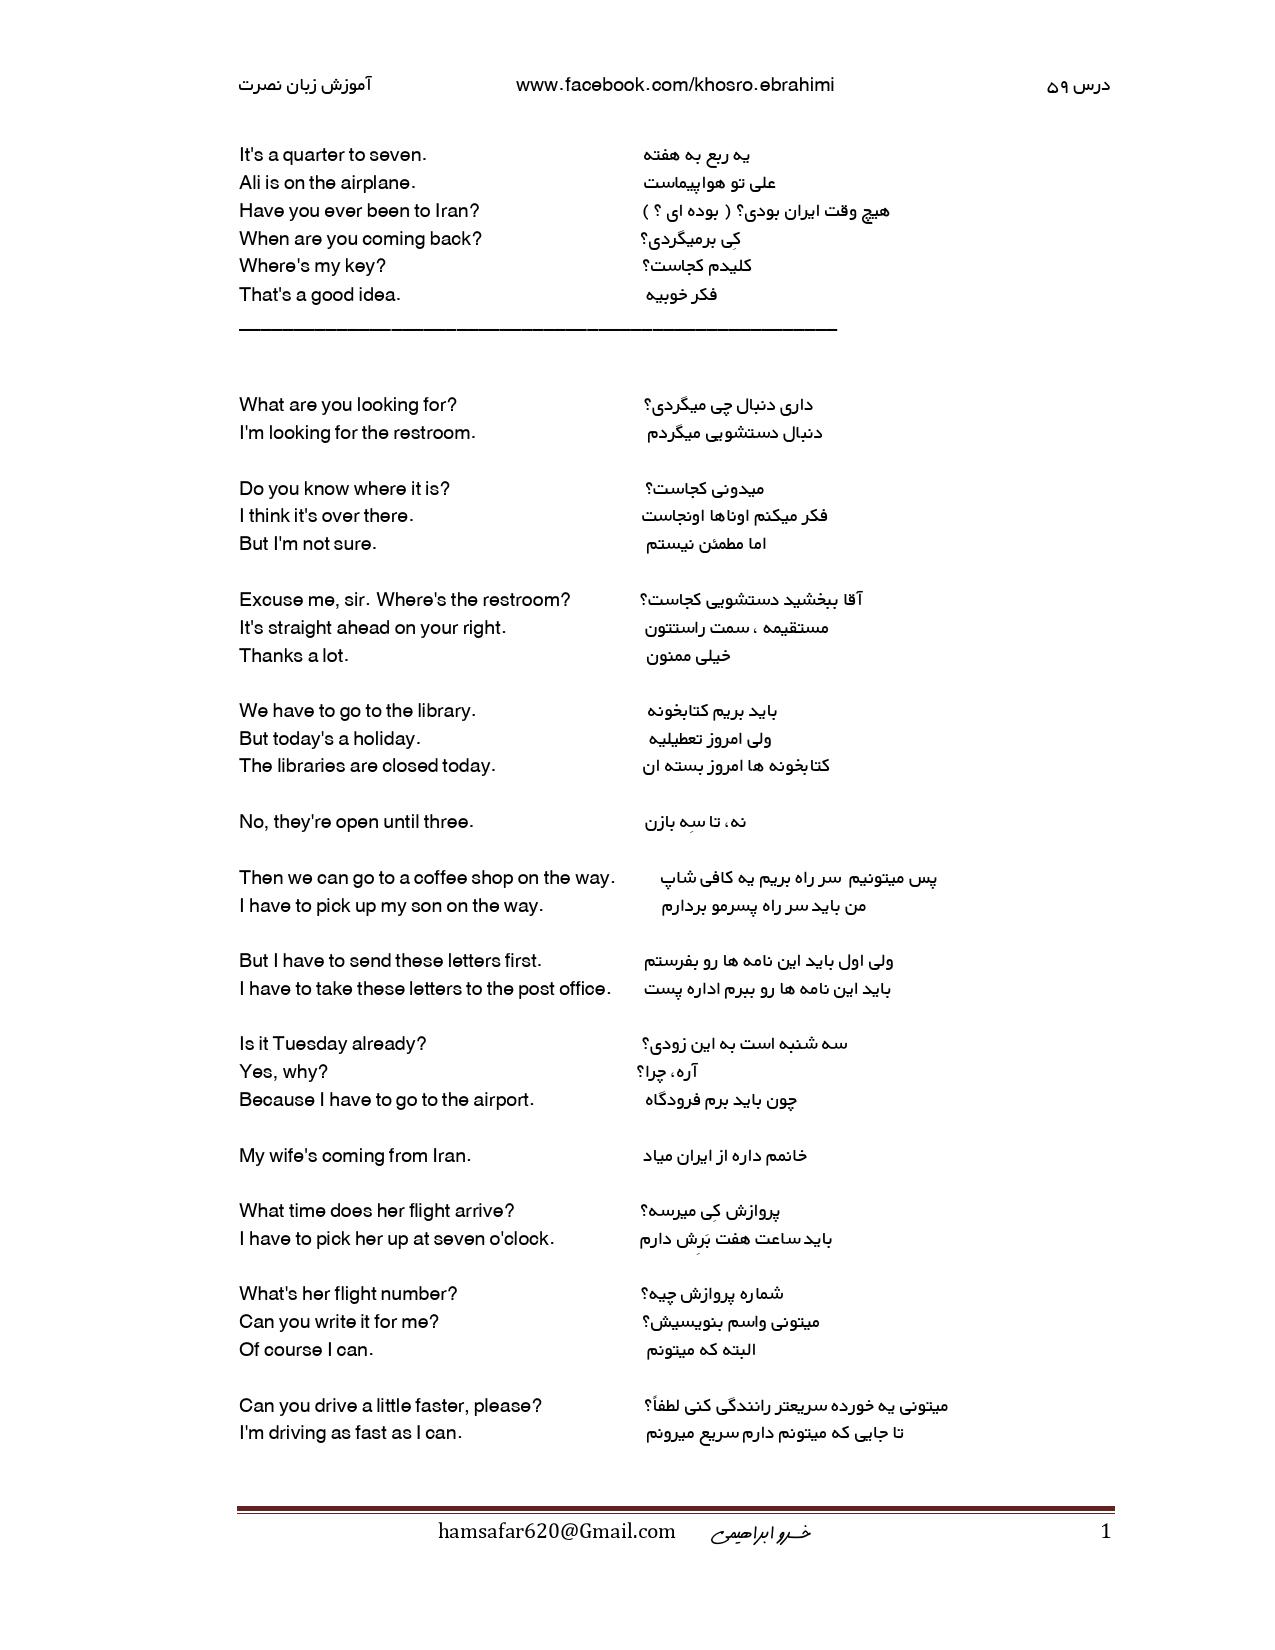 آموزش زبان نصرت www.facebook.com/khosro.ebrahimi درس ۵۹
It's a quarter to seven. یه ربع به هفته
Ali is on the airplane. علی تو هواپیماست
Have you ever been to Iran? هیچ وقت ایران بودی؟ ( بوده ای ؟ )
When are you coming back? کِی برمیگردی؟
Where's my key? کلیدم کجاست؟
That's a good idea. فکر خوبیه
What are you looking for? داری دنبال چی میگردی؟
I'm looking for the restroom. دنبال دستشویی میگردم
Do you know where it is? میدونی کجاست؟
I think it's over there. فکر میکنم اوناها اونجاست
But I'm not sure. اما مطمئن نیستم
Excuse me, sir. Where's the restroom? آقا ببخشید دستشویی کجاست؟
It's straight ahead on your right. مستقیمه ، سمت راستتون
Thanks a lot. خیلی ممنون
We have to go to the library. باید بریم کتابخونه
But today's a holiday. ولی امروز تعطیلیه
The libraries are closed today. کتابخونه ها امروز بسته ان
No, they're open until three. نه، تا سِه بازن
Then we can go to a coffee shop on the way. پس میتونیم سر راه بریم یه کافی شاپ
I have to pick up my son on the way. من باید سر راه پسرمو بردارم
But I have to send these letters first. ولی اول باید این نامه ها رو بفرستم
I have to take these letters to the post office. باید این نامه ها رو ببرم اداره پست
Is it Tuesday already? سه شنبه است به این زودی؟
Yes, why? آره، چرا؟
Because I have to go to the airport. چون باید برم فرودگاه
My wife's coming from Iran. خانمم داره از ایران میاد
What time does her flight arrive? پروازش کِی میرسه؟
I have to pick her up at seven o'clock. باید ساعت هفت بَرِش دارم
What's her flight number? شماره پروازش چیه؟
Can you write it for me? میتونی واسم بنویسیش؟
Of course I can. البته که میتونم
Can you drive a little faster, please? میتونی یه خورده سریعتر رانندگی کنی لطفاً؟
I'm driving as fast as I can. تا جایی که میتونم دارم سریع میرونم
hamsafar620@Gmail.com خسرو ابراهیمی 1